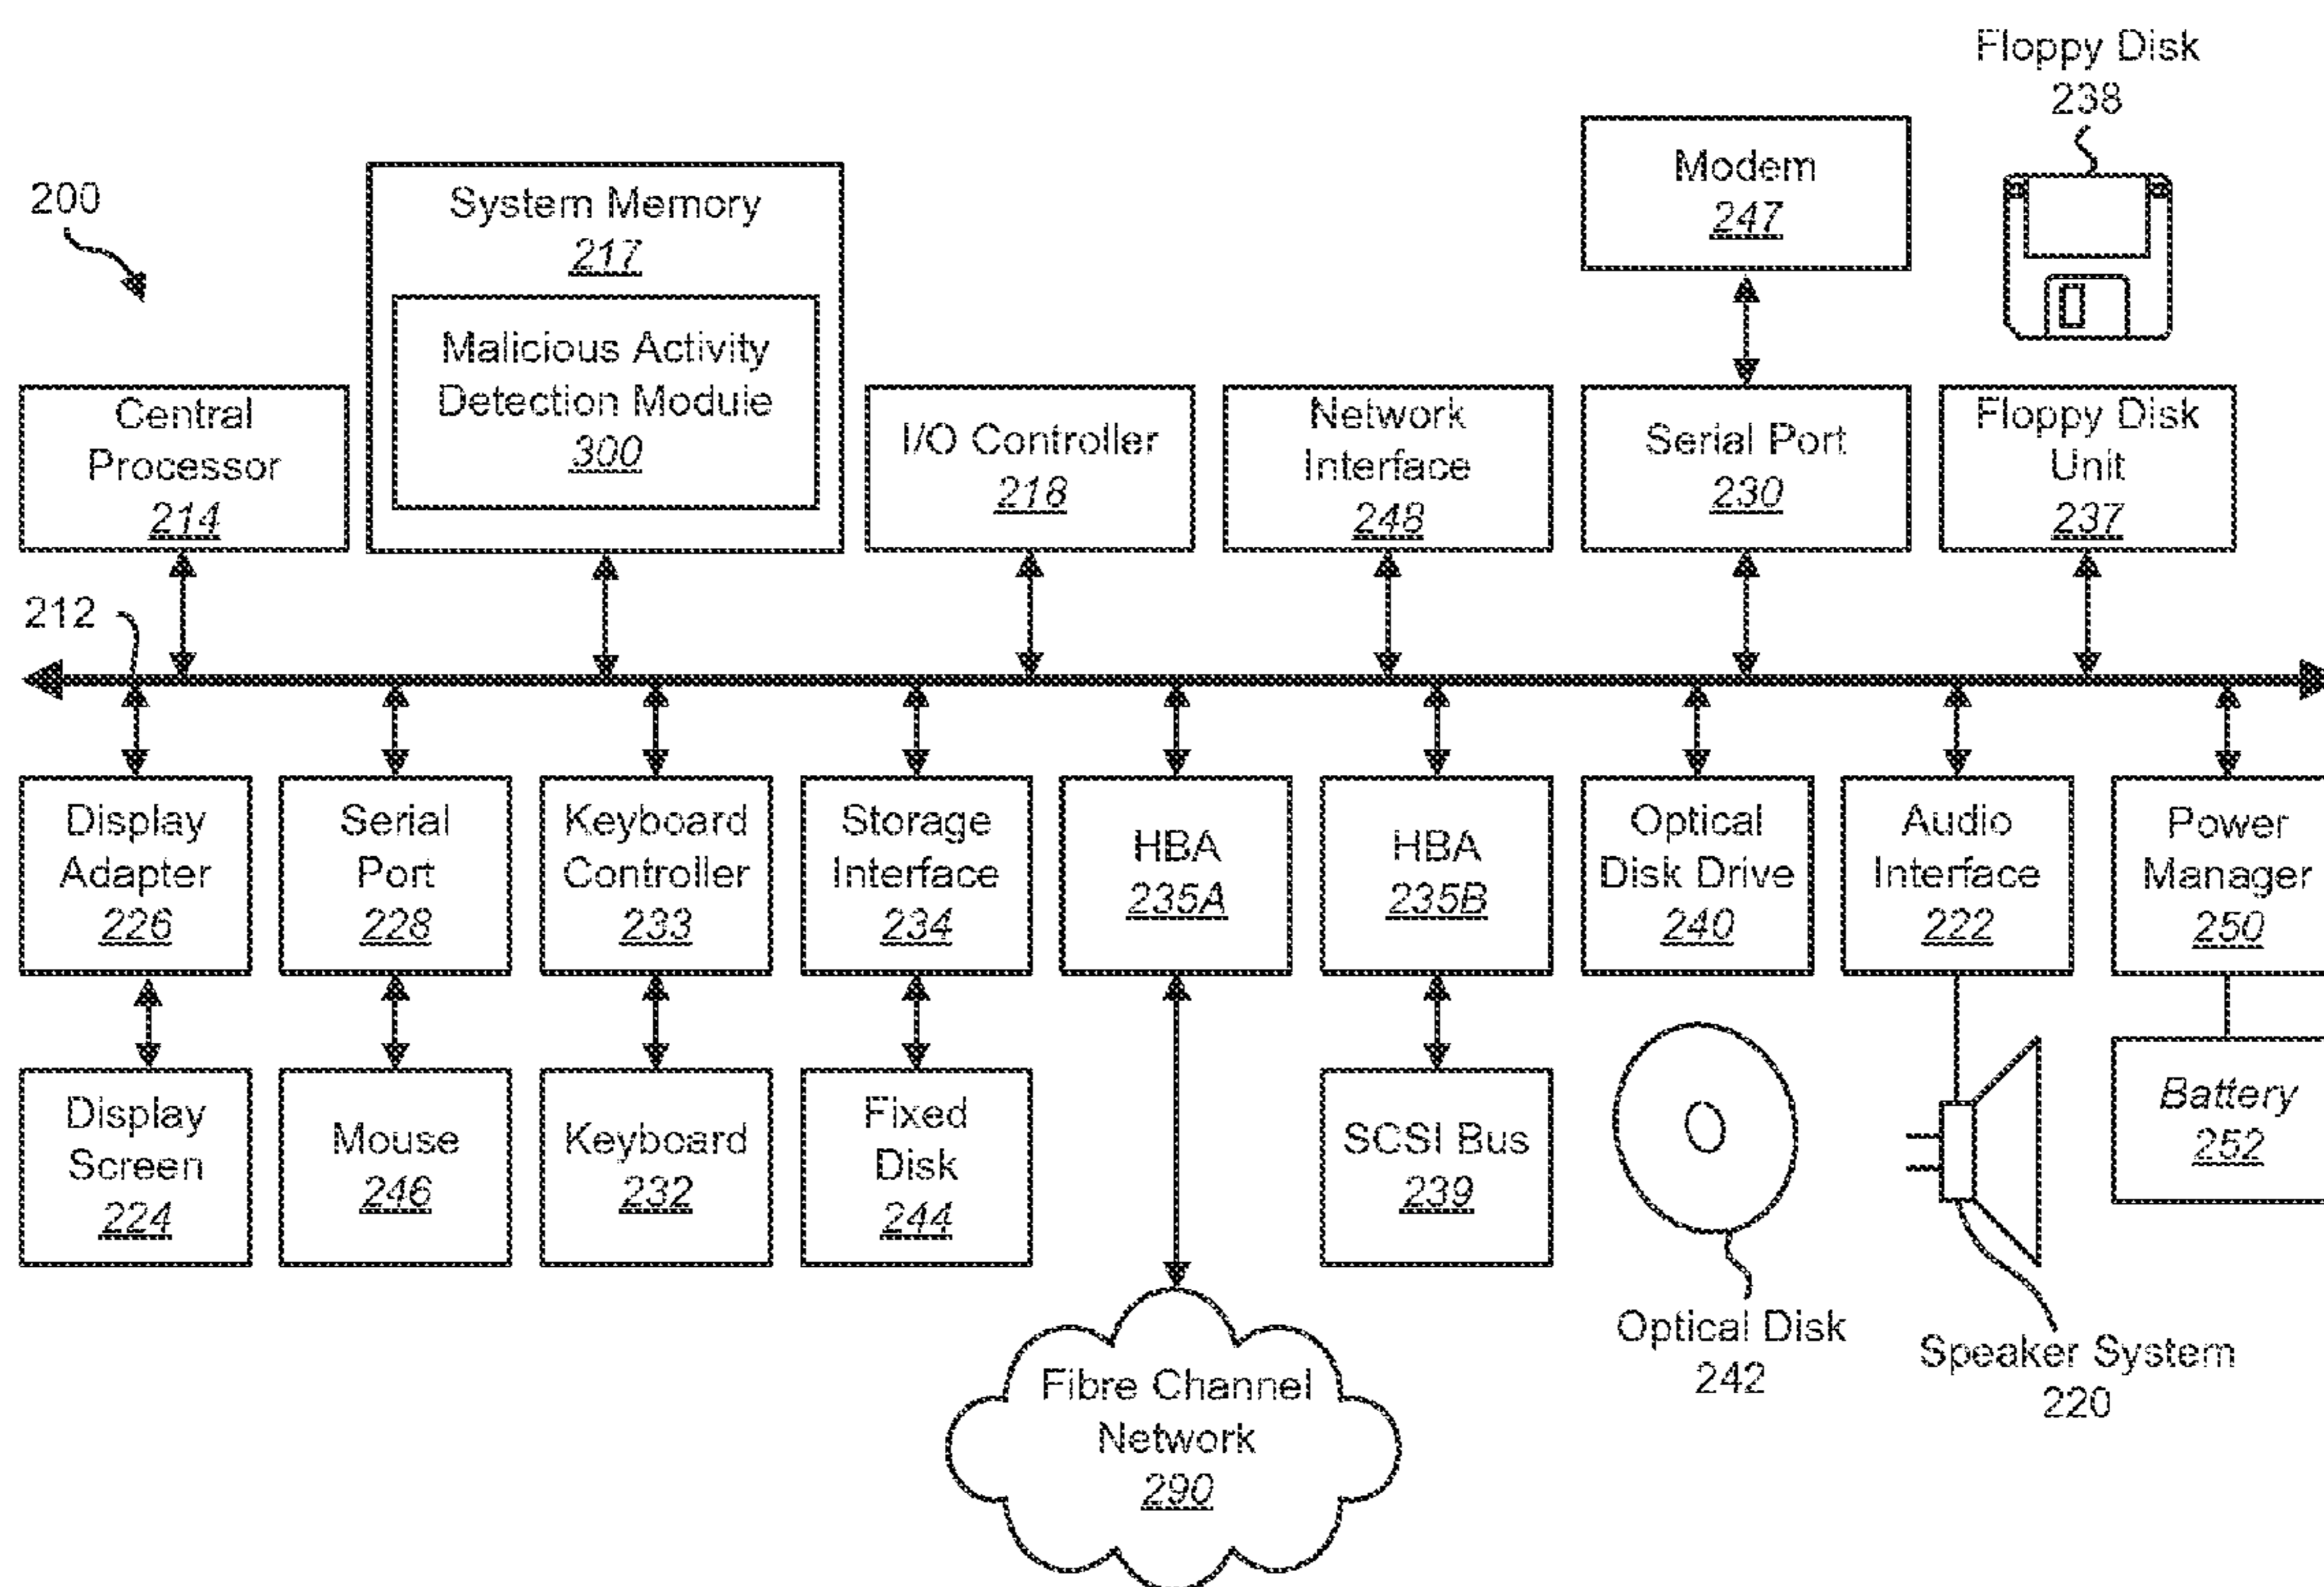 Floppy Disk
238
200
System Memory
217
Malicious Activity
Detection Module
300
Modem
247
Central
Processor
214
I/O Controller
218
Network
Interface
248
Serial Port
230
Floppy Disk
Unit
237
212
Display
Adapter
226
Serial
Port
228
Keyboard
Controller
233
Storage
Interface
234
HBA
235A
HBA
235B
Optical
Disk Drive
240
Audio
Interface
222
Power
Manager
250
Display
Screen
224
Mouse
246
Keyboard
232
Fixed
Disk
244
SCSI Bus
239
Battery
252
Optical Disk
242
Speaker System
220
Fibre Channel
Network
290